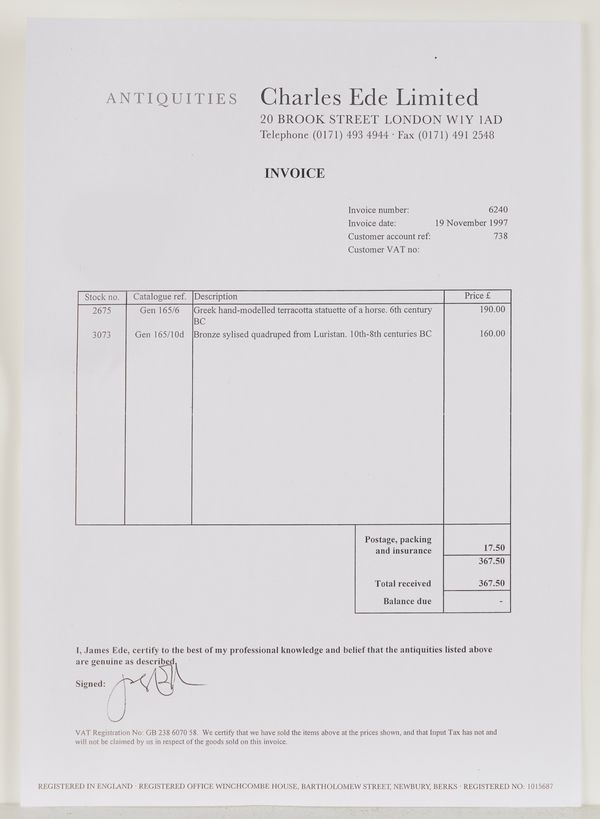 ANTIQUITIES Charles Ede Limited
20 BROOK STREET LONDON W1Y 1AD
Telephone (0171) 493 4944 · Fax (0171) 491 2548
INVOICE
Invoice number: 6240
Invoice date: 19 November 1997
Customer account ref: 738
Customer VAT no:
Stock no. Catalogue ref. Description Price £
2675 Gen 165/6 Greek hand-modelled terracotta statuette of a horse. 6th century 190.00
BC
3073 Gen 165/10d Bronze sylised quadruped from Luristan. 10th-8th centuries BC 160.00
Postage, packing
and insurance 17.50
367.50
Total received 367.50
Balance due -
I, James Ede, certify to the best of my professional knowledge and belief that the antiquities listed above
are genuine as described.
Signed:
VAT Registration No: GB 238 6070 58. We certify that we have sold the items above at the prices shown, and that Input Tax has not and
will not be claimed by us in respect of the goods sold on this invoice.
REGISTERED IN ENGLAND · REGISTERED OFFICE WINCHCOMBE HOUSE, BARTHOLOMEW STREET, NEWBURY, BERKS · REGISTERED NO: 1015687